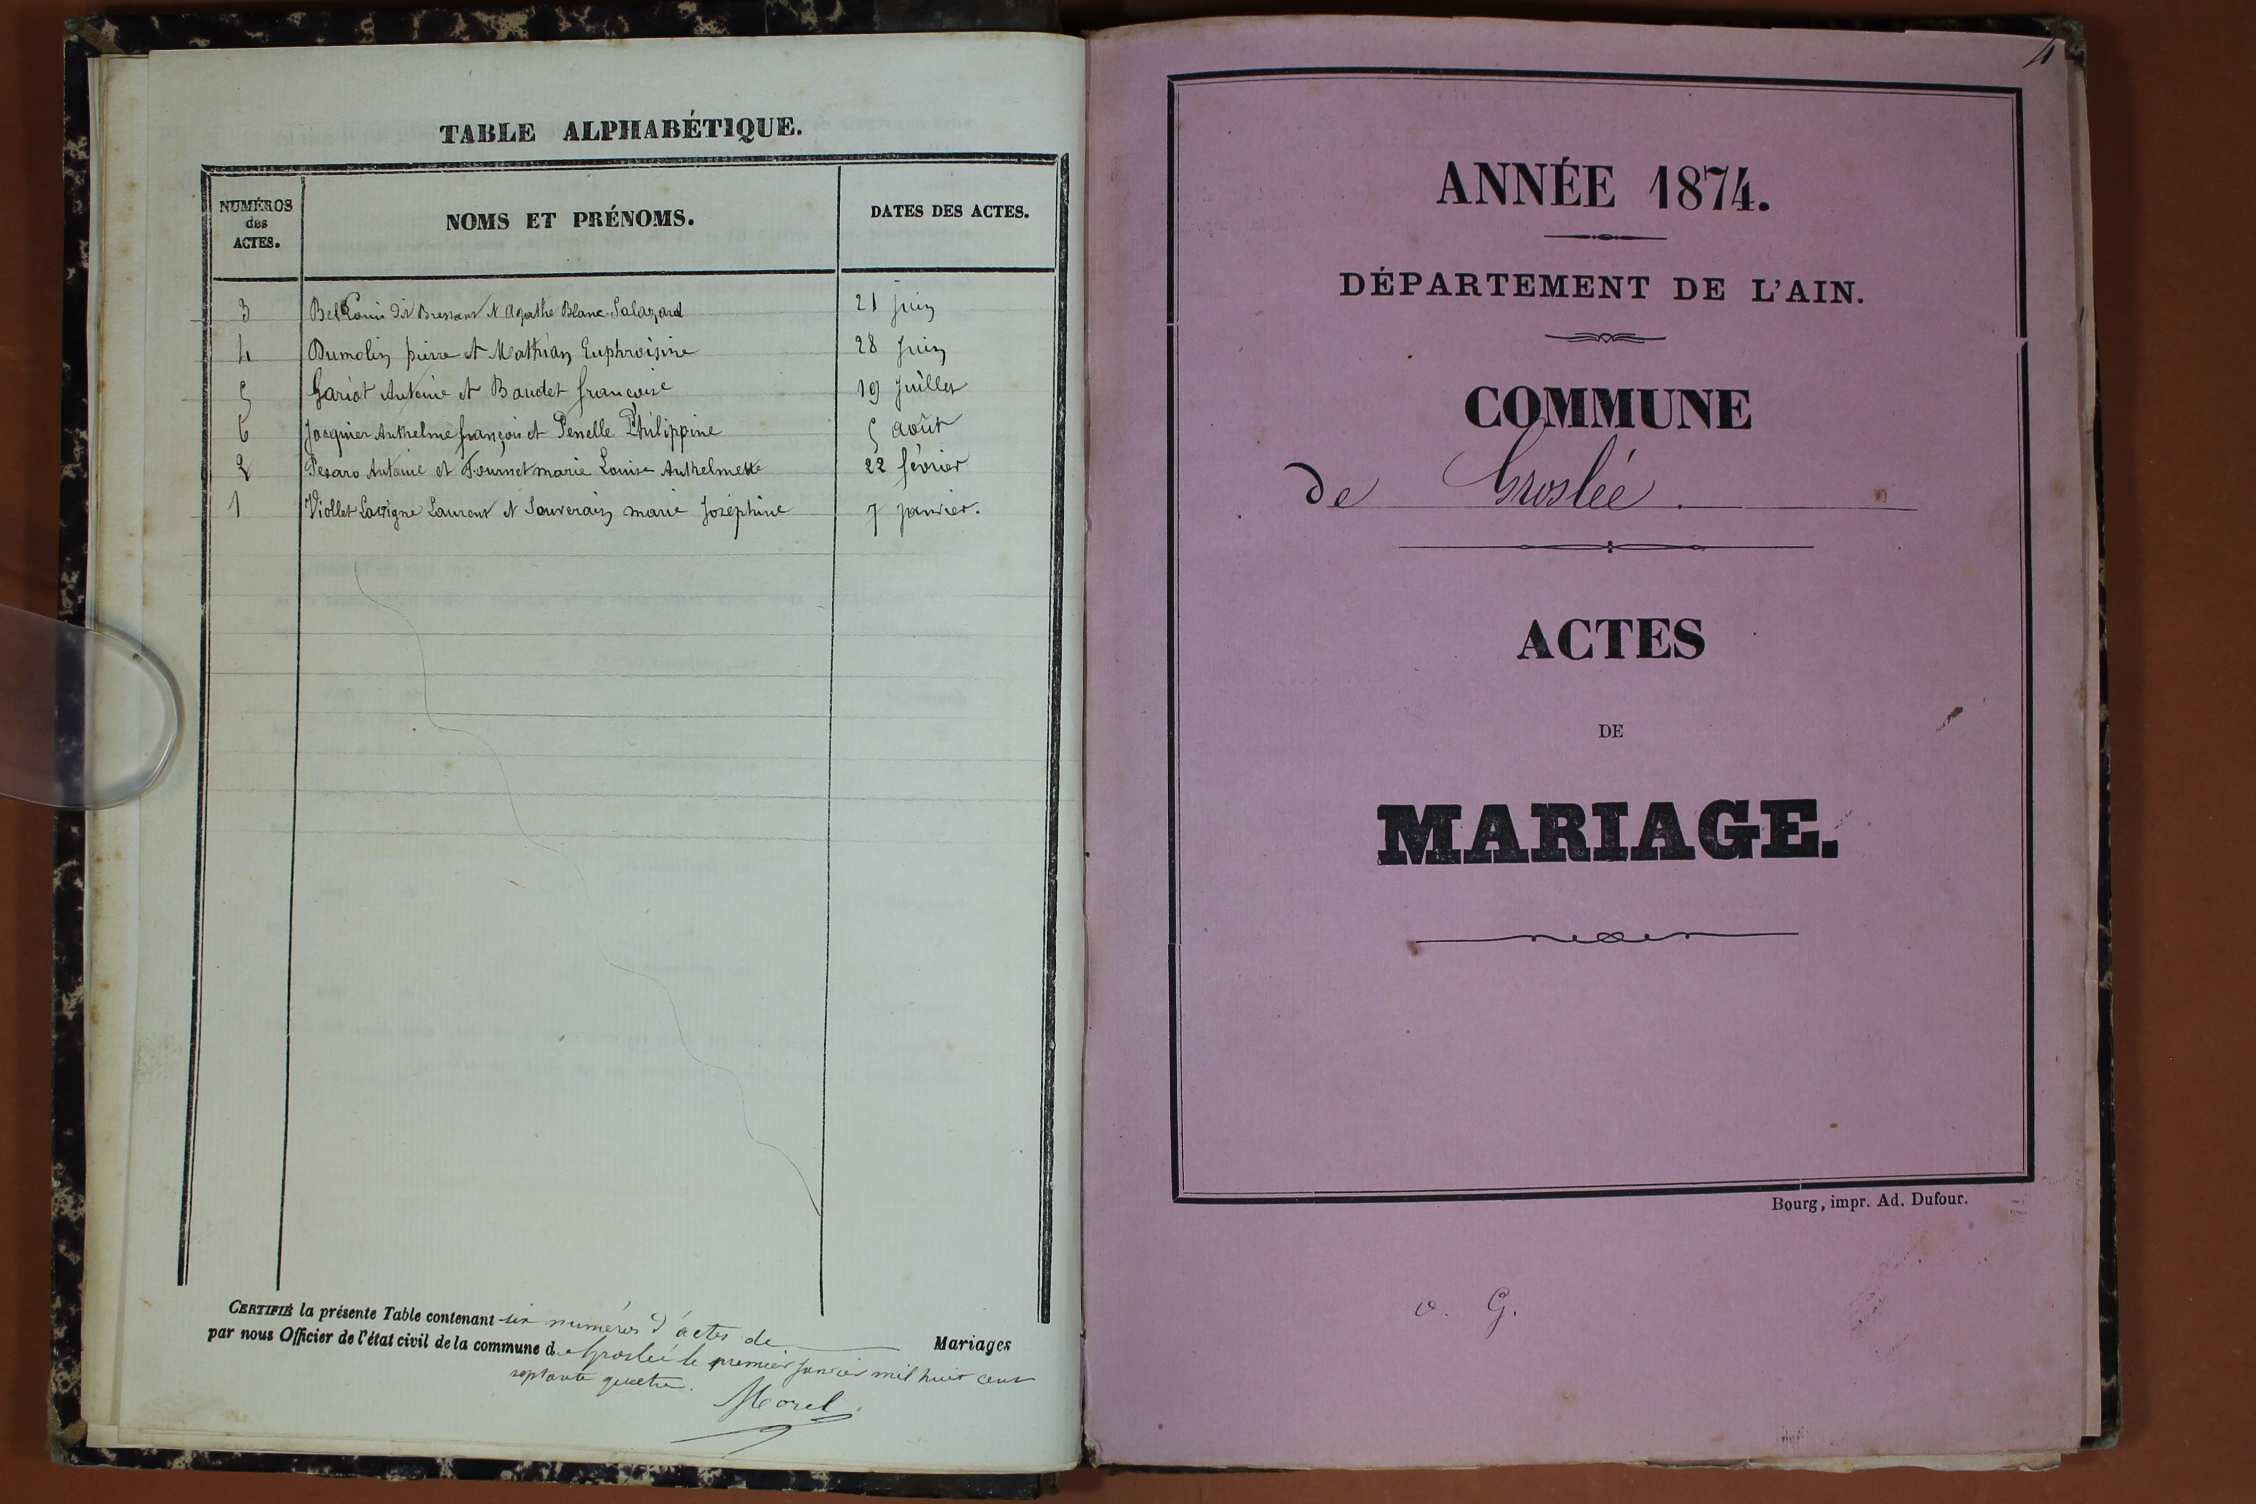 TABLE ALPHABÉTIQUE.
NUMÉROS
des
ACTES.
NOMS ET PRÉNOMS.
DATES DES ACTES.
3 Bel Louis dit Bressans et Agathe Blanc-Salazard 21 juin
4 Dumolin pierre et Mathian Euphroisine 28 juin
5 Gariot Antoine et Baudet françoise 19 juillet
6 Jacquier Anthelme françois et Penelle Philippine 5 août
2 Pesaro Antoine et Fournet marie Louise Anthelmette 22 février
1 Viollet Lavigne Laurent et Souverain marie Joséphine 7 janvier.
CERTIFIÉ la présente Table contenant six numéros d'actes de Mariages
par nous Officier de l'état civil de la commune de Groslée le premier janvier mil huit cent
septante quatre.
Morel
4
ANNÉE 1874.
DÉPARTEMENT DE L'AIN.
COMMUNE
de Groslée
ACTES
DE
MARIAGE.
Bourg, impr. Ad. Dufour.
v. G.